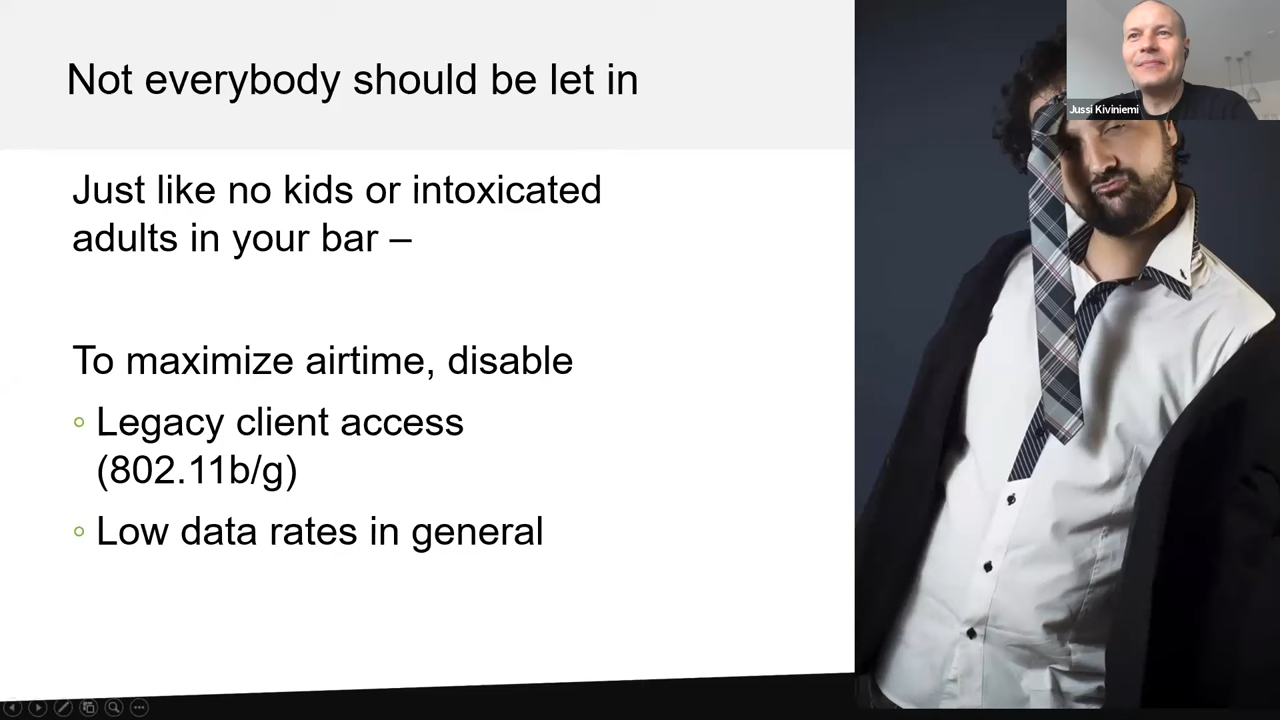 Not everybody should be let in
Jussi Kiviniemi
Just like no kids or intoxicated
adults in your bar –
To maximize airtime, disable
◦ Legacy client access
(802.11b/g)
◦ Low data rates in general